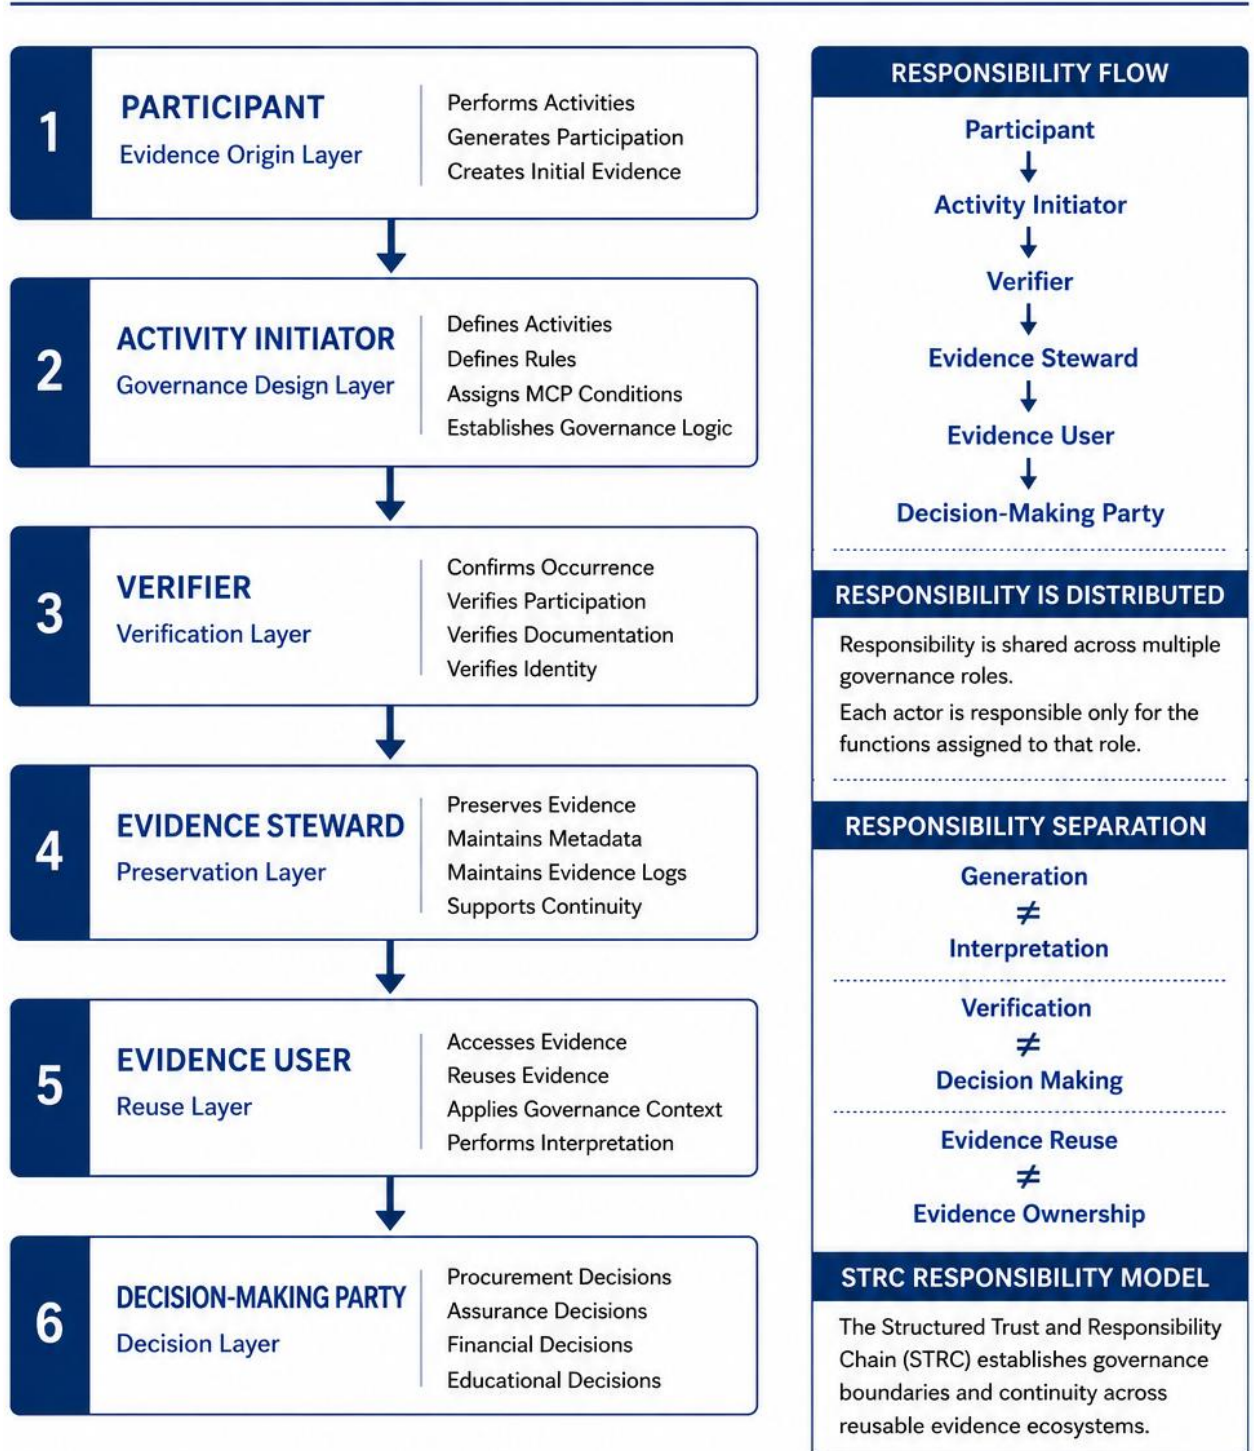 1
PARTICIPANT
Evidence Origin Layer
Performs Activities
Generates Participation
Creates Initial Evidence
2
ACTIVITY INITIATOR
Governance Design Layer
Defines Activities
Defines Rules
Assigns MCP Conditions
Establishes Governance Logic
3
VERIFIER
Verification Layer
Confirms Occurrence
Verifies Participation
Verifies Documentation
Verifies Identity
4
EVIDENCE STEWARD
Preservation Layer
Preserves Evidence
Maintains Metadata
Maintains Evidence Logs
Supports Continuity
5
EVIDENCE USER
Reuse Layer
Accesses Evidence
Reuses Evidence
Applies Governance Context
Performs Interpretation
6
DECISION-MAKING PARTY
Decision Layer
Procurement Decisions
Assurance Decisions
Financial Decisions
Educational Decisions
RESPONSIBILITY FLOW
Participant
Activity Initiator
Verifier
Evidence Steward
Evidence User
Decision-Making Party
RESPONSIBILITY IS DISTRIBUTED
Responsibility is shared across multiple
governance roles.
Each actor is responsible only for the
functions assigned to that role.
RESPONSIBILITY SEPARATION
Generation
≠
Interpretation
Verification
≠
Decision Making
Evidence Reuse
≠
Evidence Ownership
STRC RESPONSIBILITY MODEL
The Structured Trust and Responsibility
Chain (STRC) establishes governance
boundaries and continuity across
reusable evidence ecosystems.